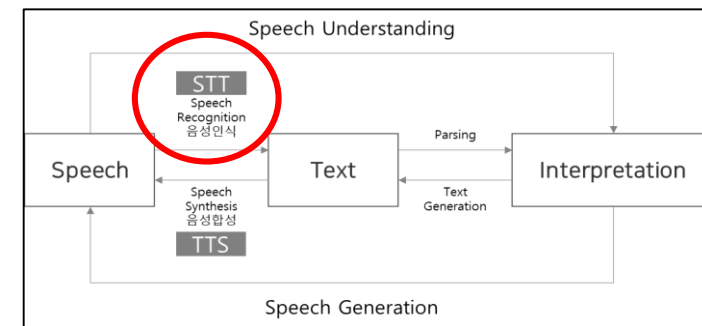 Speech Understanding
STT
Speech
Recognition
음성인식
Speech
Text
Parsing
Interpretation
Speech
Synthesis
음성합성
TTS
Text
Generation
Speech Generation